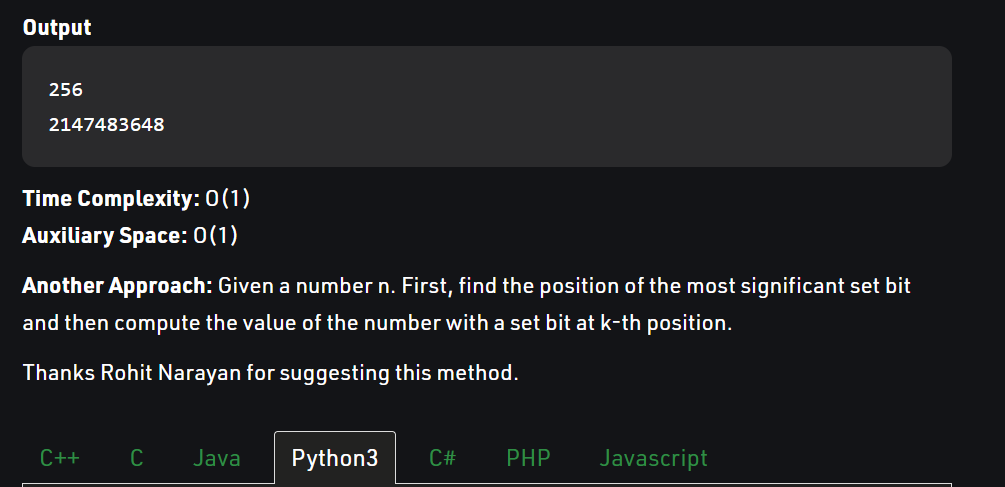 Output
256
2147483648
Time Complexity: O(1)
Auxiliary Space: O(1)
Another Approach: Given a number n. First, find the position of the most significant set bit
and then compute the value of the number with a set bit at k-th position.
Thanks Rohit Narayan for suggesting this method.
C++ C Java Python3 C# PHP Javascript